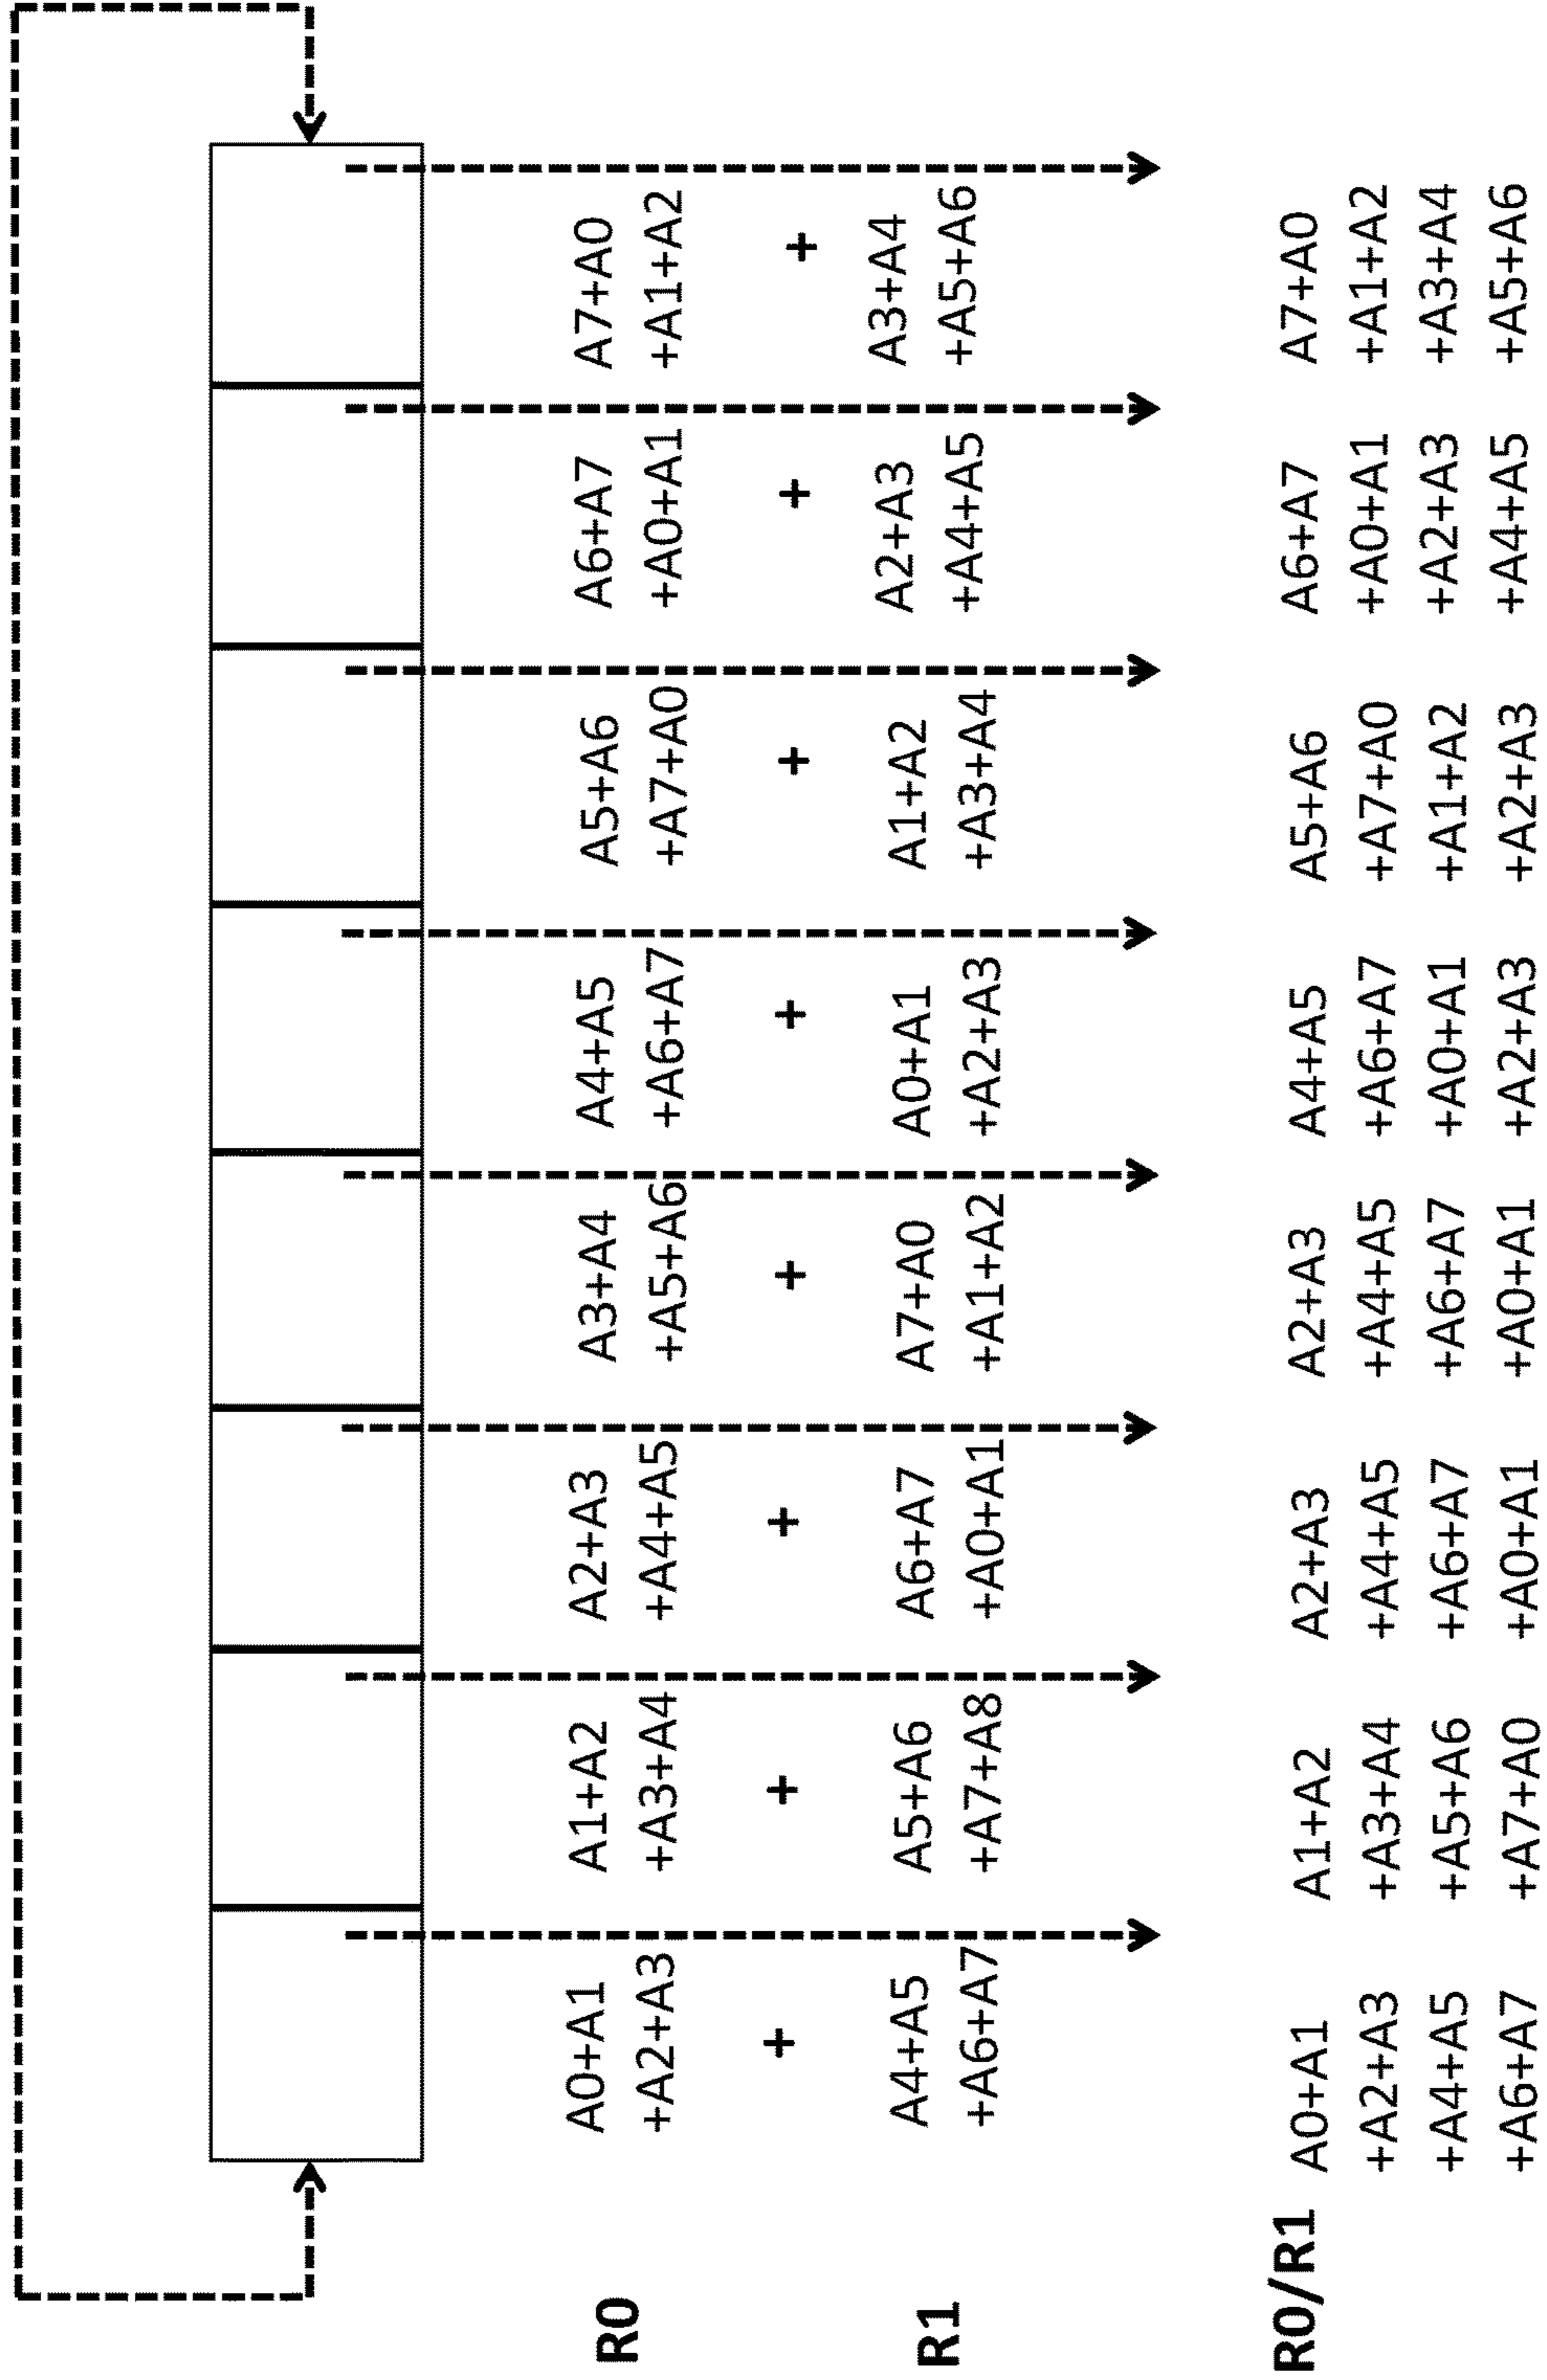 R0
A0+A1
+A2+A3
A1+A2
+A3+A4
A2+A3
+A4+A5
A3+A4
+A5+A6
A4+A5
+A6+A7
A5+A6
+A7+A0
A6+A7
+A0+A1
A7+A0
+A1+A2
+
+
+
+
+
+
+
+
R1
A4+A5
+A6+A7
A5+A6
+A7+A8
A6+A7
+A0+A1
A7+A0
+A1+A2
A0+A1
+A2+A3
A1+A2
+A3+A4
A2+A3
+A4+A5
A3+A4
+A5+A6
R0/R1
A0+A1
+A2+A3
+A4+A5
+A6+A7
A1+A2
+A3+A4
+A5+A6
+A7+A0
A2+A3
+A4+A5
+A6+A7
+A0+A1
A2+A3
+A4+A5
+A6+A7
+A0+A1
A4+A5
+A6+A7
+A0+A1
+A2+A3
A5+A6
+A7+A0
+A1+A2
+A2+A3
A6+A7
+A0+A1
+A2+A3
+A4+A5
A7+A0
+A1+A2
+A3+A4
+A5+A6